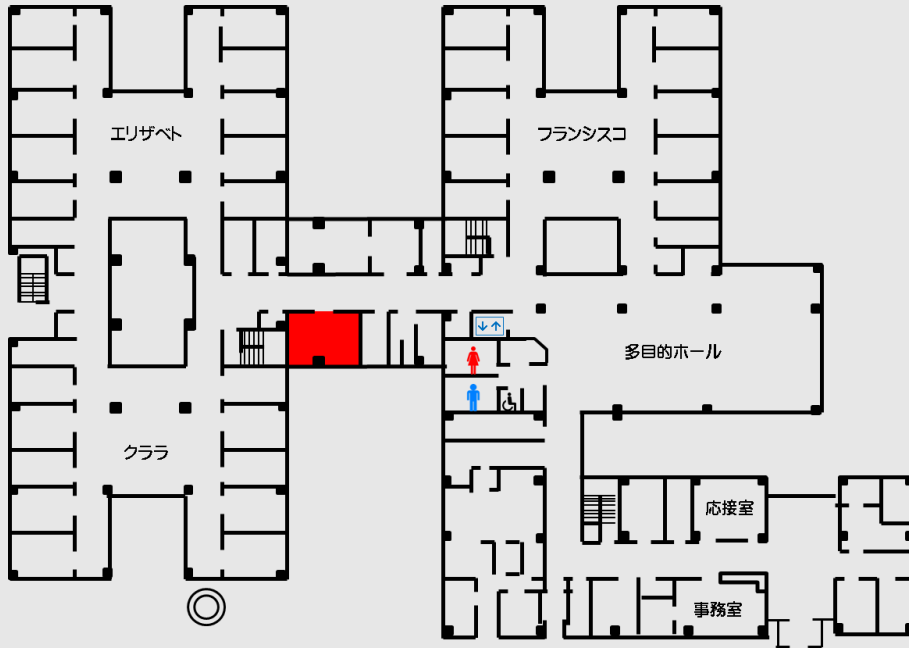 エリザベト
フランシスコ
多目的ホール
クララ
応接室
事務室